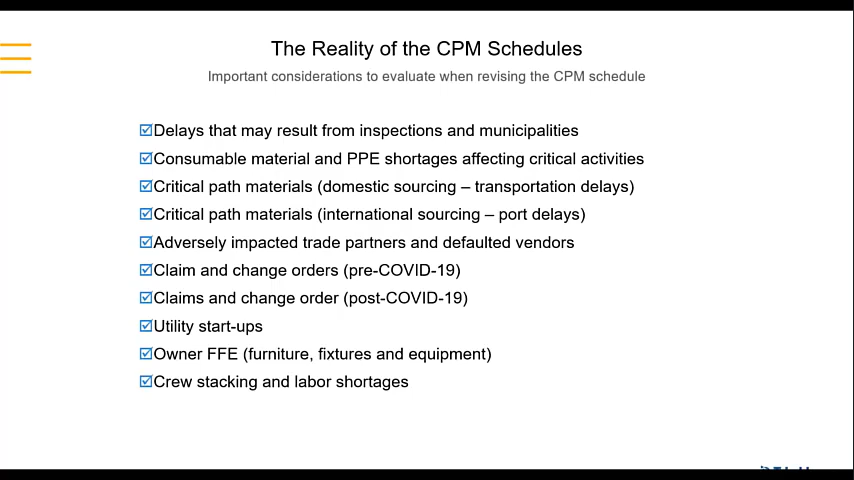 The Reality of the CPM Schedules
Important considerations to evaluate when revising the CPM schedule
Delays that may result from inspections and municipalities
Consumable material and PPE shortages affecting critical activities
Critical path materials (domestic sourcing – transportation delays)
Critical path materials (international sourcing – port delays)
Adversely impacted trade partners and defaulted vendors
Claim and change orders (pre-COVID-19)
Claims and change order (post-COVID-19)
Utility start-ups
Owner FFE (furniture, fixtures and equipment)
Crew stacking and labor shortages